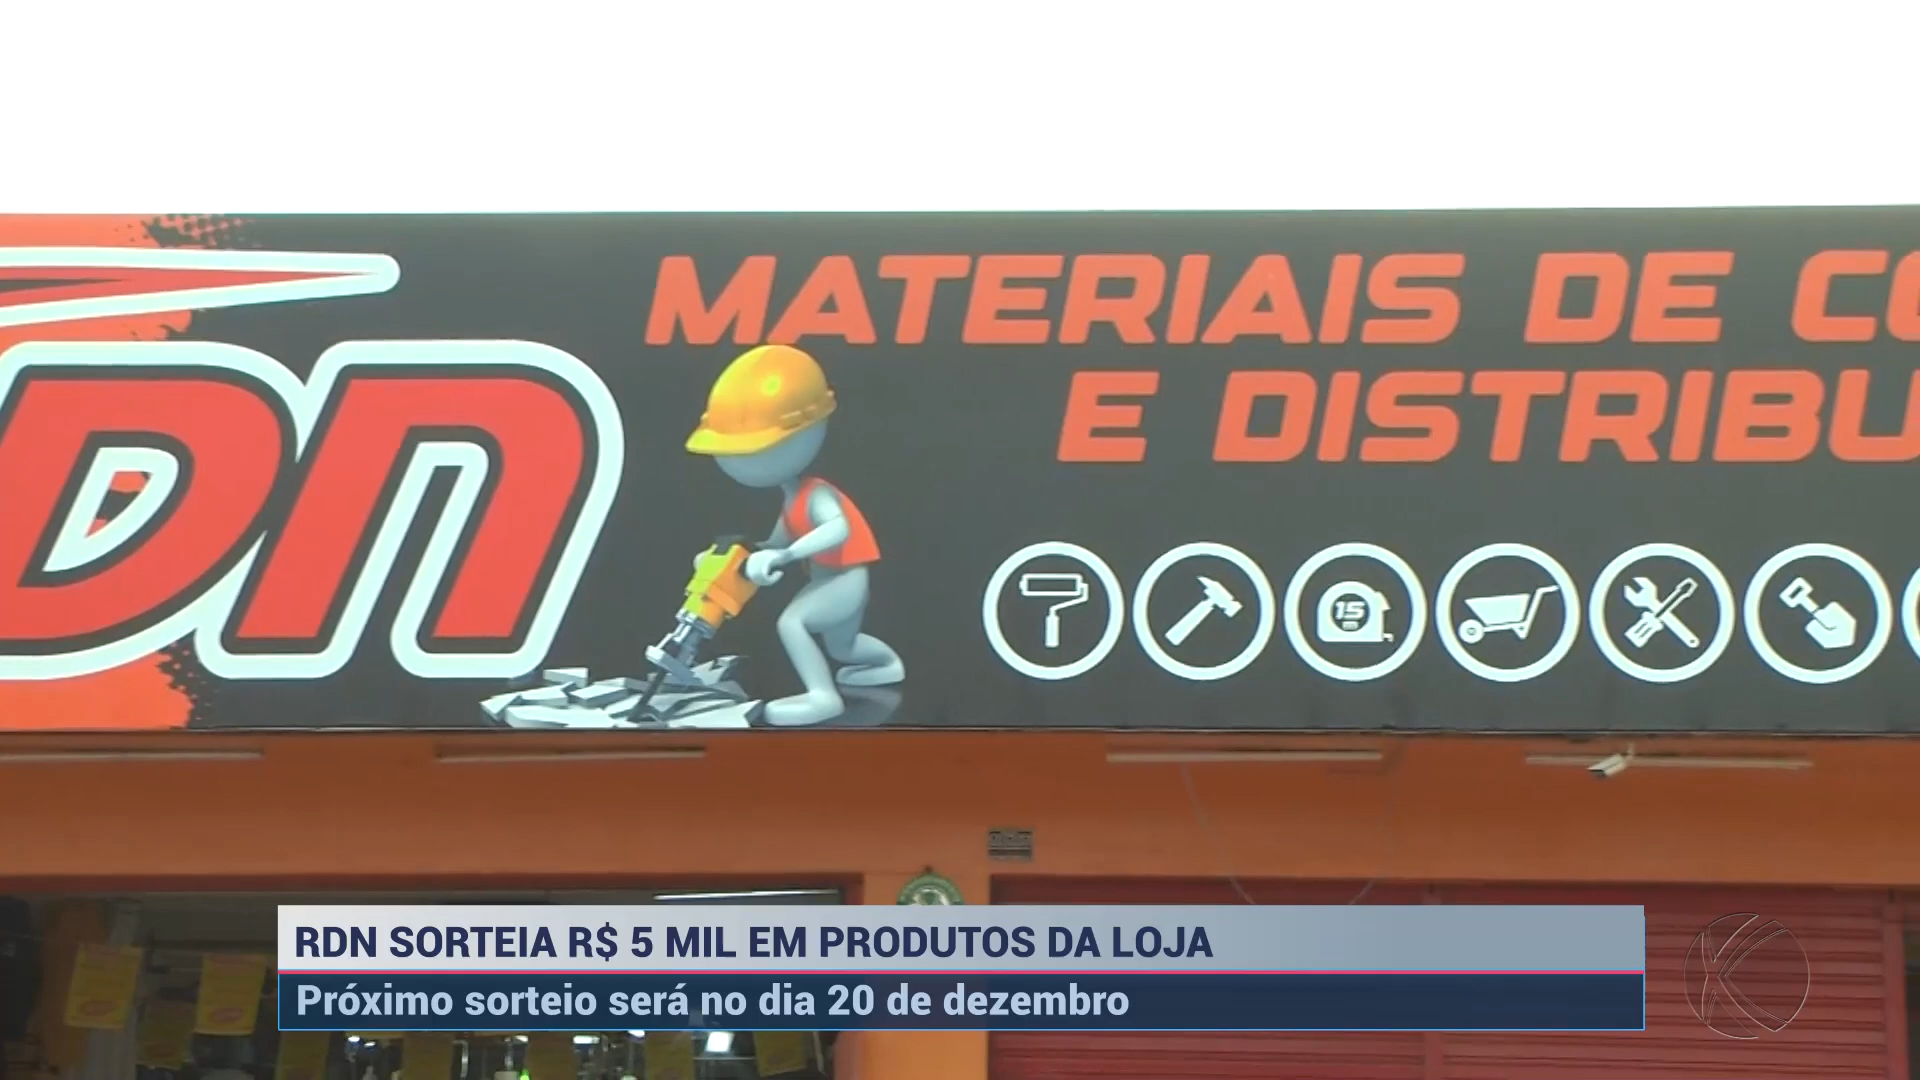 DN
MATERIAIS DE CO
E DISTRIBU
15
RDN SORTEIA R$ 5 MIL EM PRODUTOS DA LOJA
Próximo sorteio será no dia 20 de dezembro